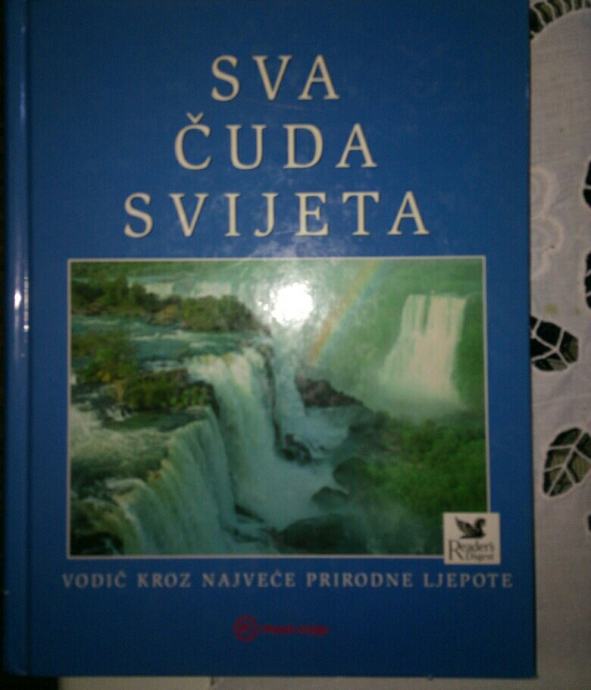 SVA
ČUDA
SVIJETA
Reader's
Digest
VODIČ KROZ NAJVEĆE PRIRODNE LJEPOTE